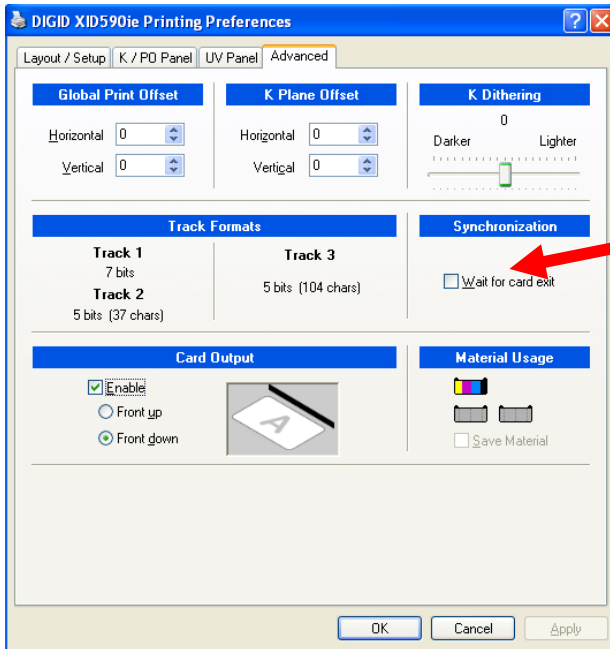 DIGID XID590ie Printing Preferences
Layout / Setup K / PO Panel UV Panel Advanced
Global Print Offset
Horizontal 0
Vertical 0
K Plane Offset
Horizontal 0
Vertical 0
K Dithering
0
Darker Lighter
Track Formats
Track 1
7 bits
Track 2
5 bits (37 chars)
Track 3
5 bits (104 chars)
Synchronization
Wait for card exit
Card Output
Enable
Front up
Front down
A
Material Usage
Save Material
OK Cancel Apply